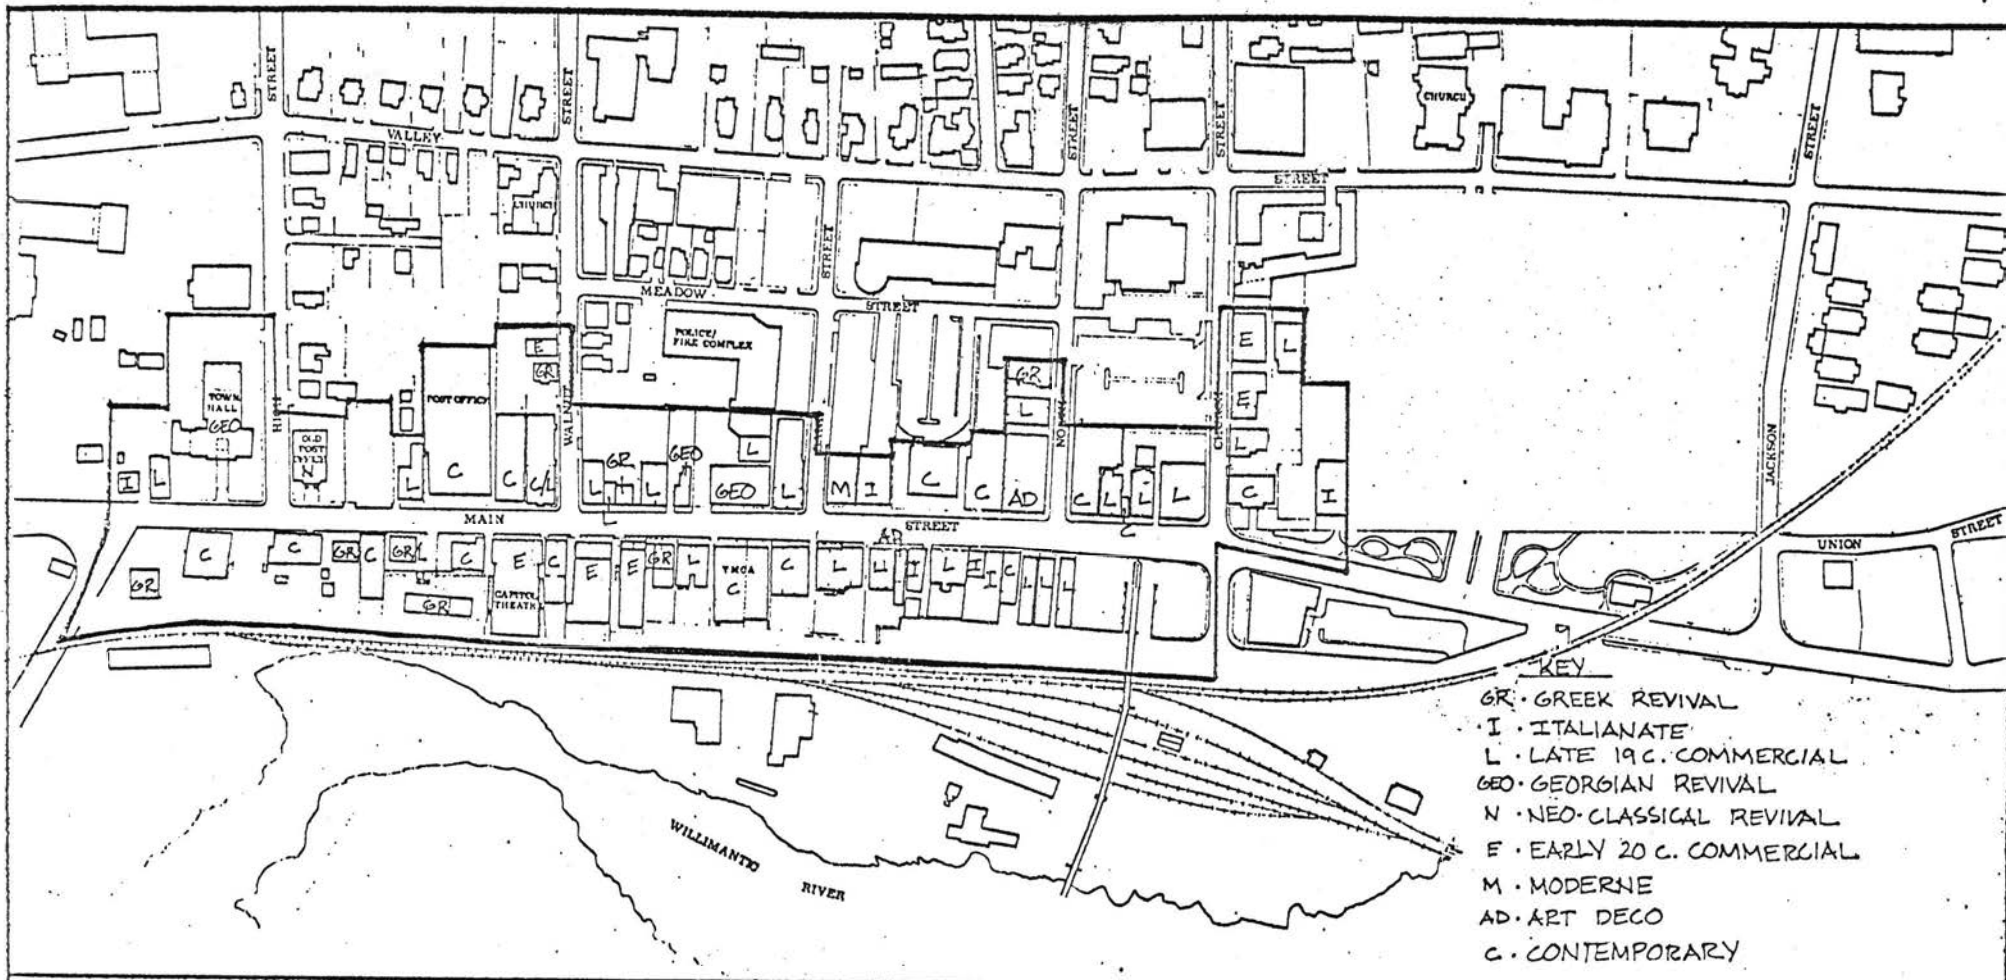 STREET
STREET
STREET
STREET
STREET
VALLEY
STREET
CHURCH
CHURCH
STREET
MEADOW
STREET
POLICE/
FIRE COMPLEX
TOWN
HALL
GEO
HIGH
OLD
POST
OFFICE
N
POST OFFICE
C
E
GR
WALNUT
BANK
NORTH
CHURCH
JACKSON
I
L
L
C
C/L
L
GR
L
L
GEO
GEO
L
L
M
I
C
C
AD
GR
L
C
L
L
L
C
E
L
E
L
C
I
MAIN
STREET
AD
UNION
STREET
GR
C
C
GR
C
GR
L
C
GR
E
CAPITOL
THEATRE
C
E
E
GR
L
YMCA
C
C
L
L
I
L
I
I
C
L
L
L
WILLIMANTIC
RIVER
KEY
GR · GREEK REVIVAL
· I · ITALIANATE
L · LATE 19 C. COMMERCIAL
GEO · GEORGIAN REVIVAL
N · NEO-CLASSICAL REVIVAL
E · EARLY 20 C. COMMERCIAL
M · MODERNE
AD · ART DECO
C · CONTEMPORARY